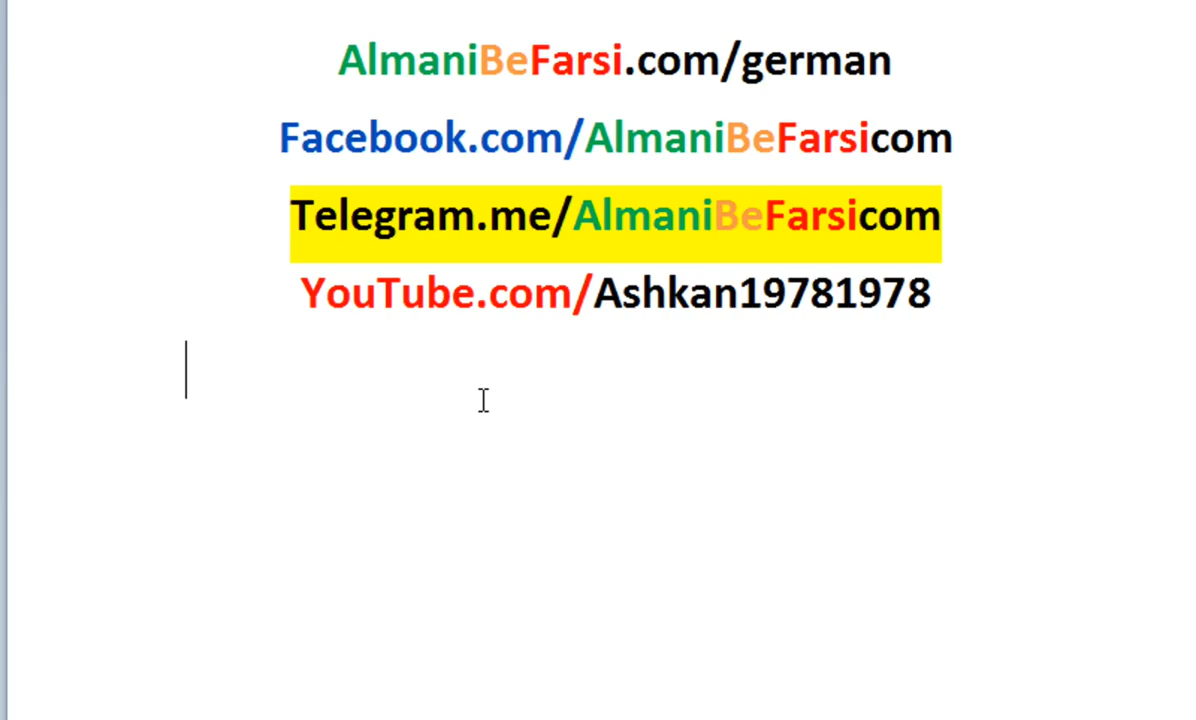 AlmaniBeFarsi.com/german
Facebook.com/AlmaniBeFarsicom
Telegram.me/AlmaniBeFarsicom
YouTube.com/Ashkan19781978